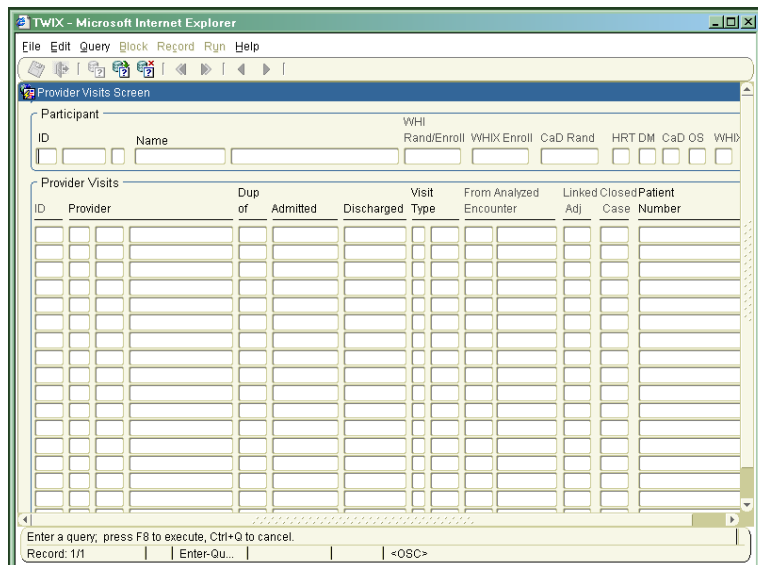 TWIX - Microsoft Internet Explorer
File Edit Query Block Record Run Help
Provider Visits Screen
Participant
WHI
ID Name Rand/Enroll WHIX Enroll CaD Rand HRT DM CaD OS WHIX
Provider Visits
Dup Visit From Analyzed Linked Closed Patient
ID Provider of Admitted Discharged Type Encounter Adj Case Number
Enter a query; press F8 to execute, Ctrl+Q to cancel.
Record: 1/1 Enter-Qu... <OSC>